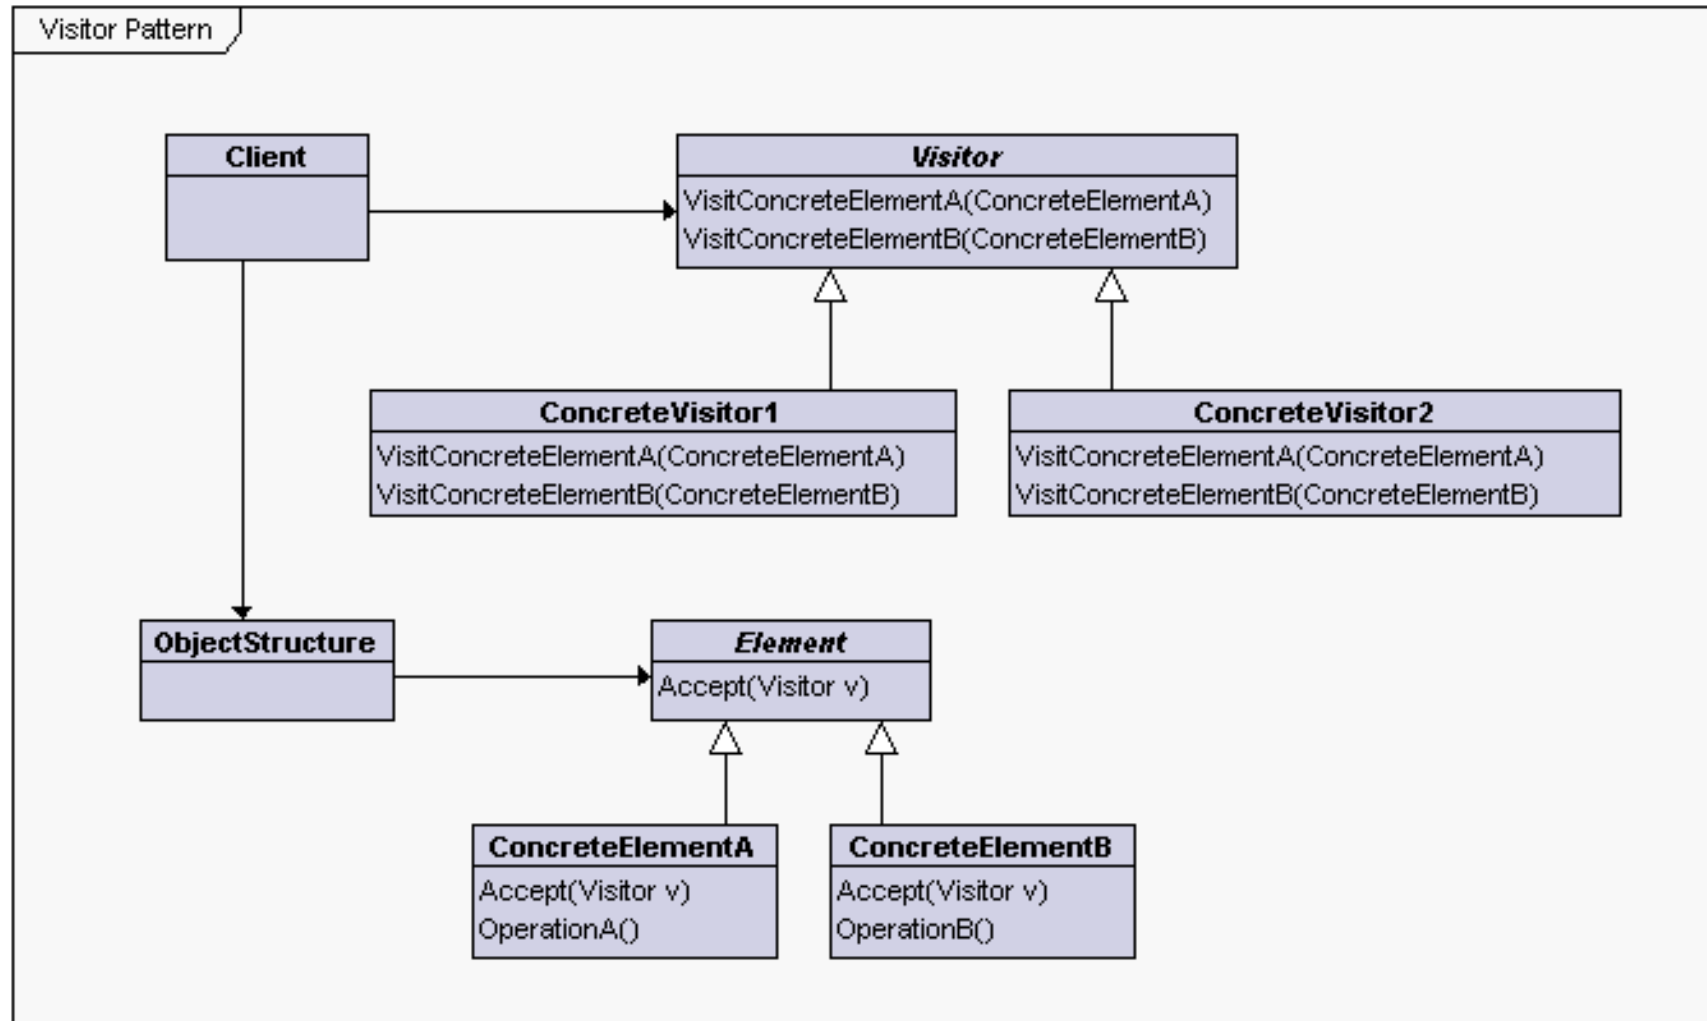 Visitor Pattern
Client
Visitor
VisitConcreteElementA(ConcreteElementA)
VisitConcreteElementB(ConcreteElementB)
ConcreteVisitor1
VisitConcreteElementA(ConcreteElementA)
VisitConcreteElementB(ConcreteElementB)
ConcreteVisitor2
VisitConcreteElementA(ConcreteElementA)
VisitConcreteElementB(ConcreteElementB)
ObjectStructure
Element
Accept(Visitor v)
ConcreteElementA
Accept(Visitor v)
OperationA()
ConcreteElementB
Accept(Visitor v)
OperationB()